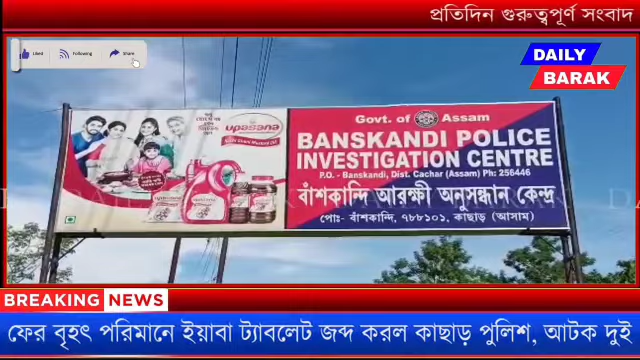 প্রতিদিন গুরুত্বপূর্ণ সংবাদ
Liked Following Share
DAILY
BARAK
upasana
Govt. of Assam
BANSKANDI POLICE
INVESTIGATION CENTRE
P.O. - Banskandi, Dist. Cachar (Assam) Ph: 256446
বাঁশকান্দি আৰক্ষী অনুসন্ধান কেন্দ্ৰ
পোঃ- বাঁশকান্দি, ৭৮৮১০১, কাছাড় (আসাম)
BREAKING NEWS
ফের বৃহৎ পরিমানে ইয়াবা ট্যাবলেট জব্দ করল কাছাড় পুলিশ, আটক দুই